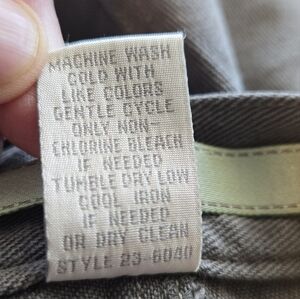 MACHINE WASH
COLD WITH
LIKE COLORS
GENTLE CYCLE
ONLY NON-
CHLORINE BLEACH
IF NEEDED
TUMBLE DRY LOW
COOL IRON
IF NEEDED
OR DRY CLEAN
STYLE 23-6040